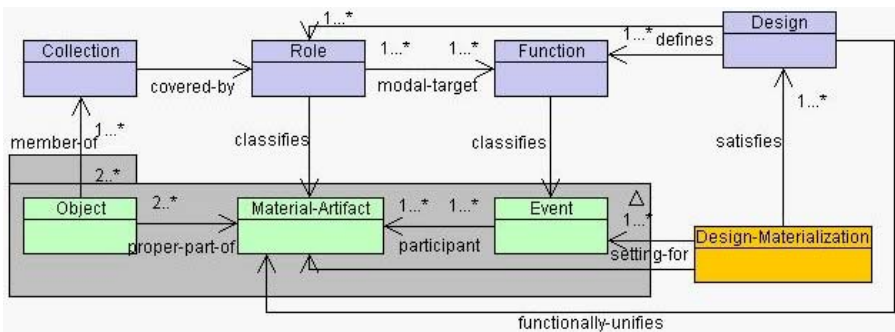 1...*
Design
Collection
Role
1...*
1...*
Function
1...*
defines
covered-by
modal-target
1...*
1...*
classifies
classifies
satisfies
member-of
2..*
Object
2..*
Material-Artifact
1...*
1...*
Event
1...*
Design-Materialization
proper-part-of
participant
setting-for
functionally-unifies